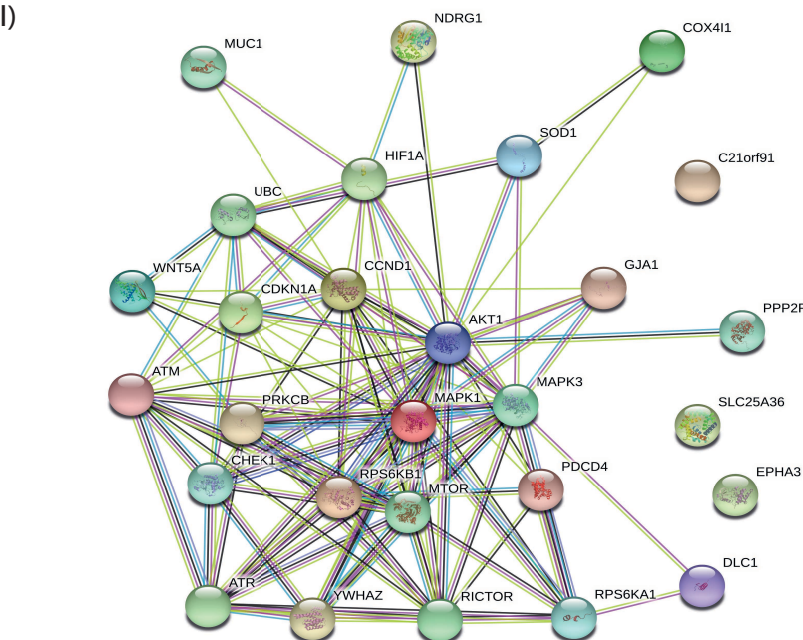 I)
NDRG1
COX4I1
MUC1
SOD1
HIF1A
C21orf91
UBC
WNT5A
CCND1
GJA1
CDKN1A
PPP2F
AKT1
ATM
MAPK3
PRKCB
MAPK1
SLC25A36
CHEK1
RPS6KB1
PDCD4
EPHA3
MTOR
DLC1
ATR
YWHAZ
RICTOR
RPS6KA1